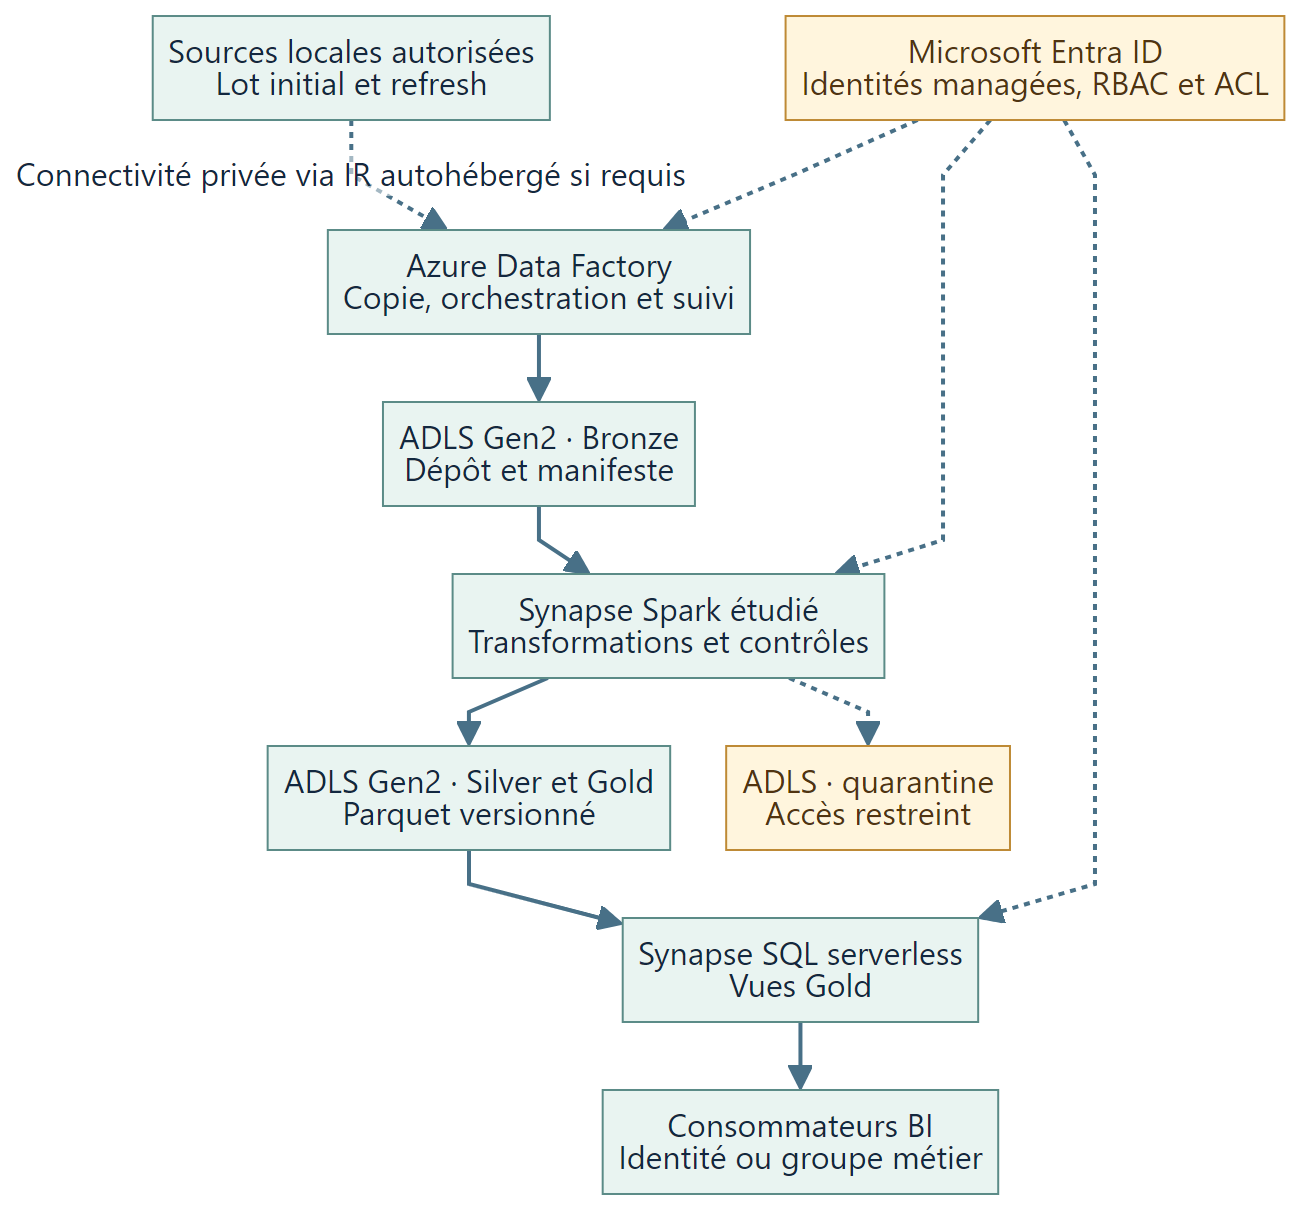 Sources locales autorisées
Lot initial et refresh
Microsoft Entra ID
Identités managées, RBAC et ACL
Connectivité privée via IR autohébergé si requis
Azure Data Factory
Copie, orchestration et suivi
ADLS Gen2 · Bronze
Dépôt et manifeste
Synapse Spark étudié
Transformations et contrôles
ADLS Gen2 · Silver et Gold
Parquet versionné
ADLS · quarantine
Accès restreint
Synapse SQL serverless
Vues Gold
Consommateurs BI
Identité ou groupe métier